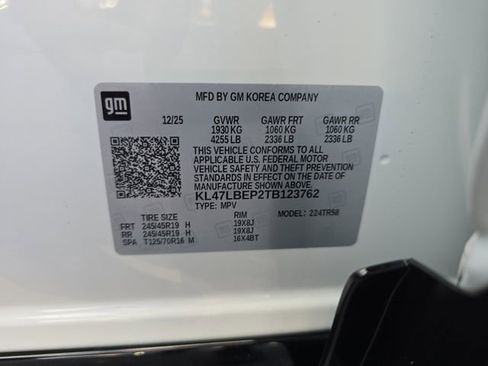 gm
MFD BY GM KOREA COMPANY
12/25 GVWR GAWR FRT GAWR RR
1930 KG 1060 KG 1060 KG
4255 LB 2336 LB 2336 LB
THIS VEHICLE CONFORMS TO ALL
APPLICABLE U.S. FEDERAL MOTOR
VEHICLE SAFETY AND THEFT
PREVENTION STANDARDS IN EFFECT
ON THE DATE OF MANUFACTURE
SHOWN ABOVE.
KL47LBEP2TB123762
TYPE: MPV
TIRE SIZE RIM MODEL: 224TR58
FRT 245/45R19 H 19X8J
RR 245/45R19 H 19X8J
SPA T125/70R16 M 16X4BT